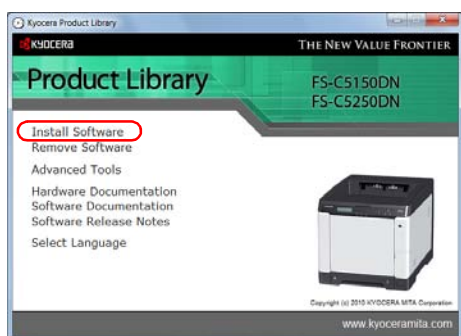 Kyocera Product Library
KYOCERA
THE NEW VALUE FRONTIER
Product Library
FS-C5150DN
FS-C5250DN
Install Software
Remove Software
Advanced Tools
Hardware Documentation
Software Documentation
Software Release Notes
Select Language
Copyright (c) 2010 KYOCERA MITA Corporation
www.kyoceramita.com